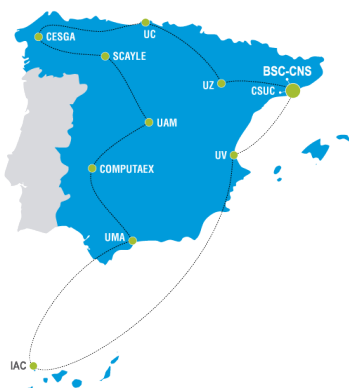 UC
CESGA
SCAYLE
BSC-CNS
UZ
CSUC
UAM
UV
COMPUTAEX
UMA
IAC